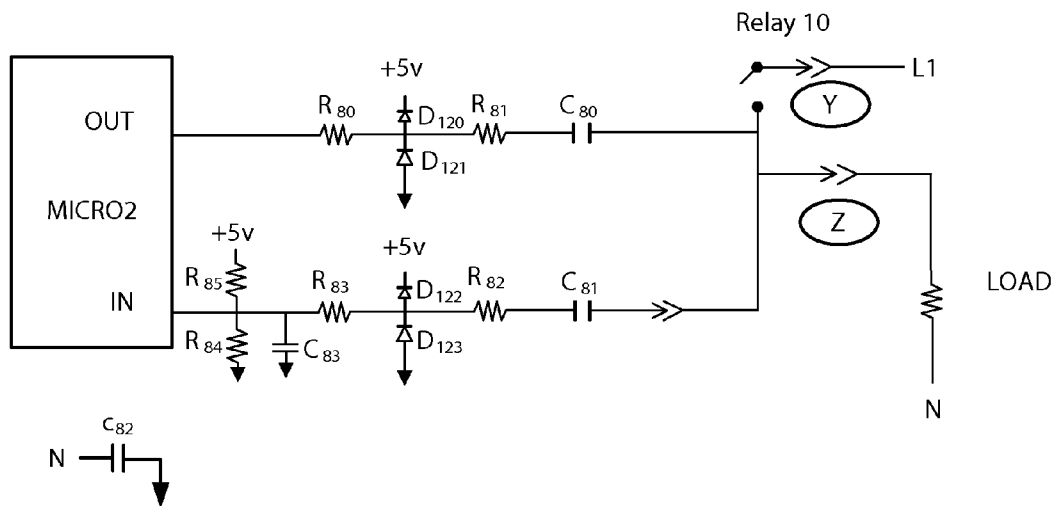 Relay 10
+5v
L1
OUT
R80
D120
R81
C80
Y
D121
MICRO2
+5v
+5v
Z
R85
R83
D122
R82
C81
IN
LOAD
R84
C83
D123
N
c82
N